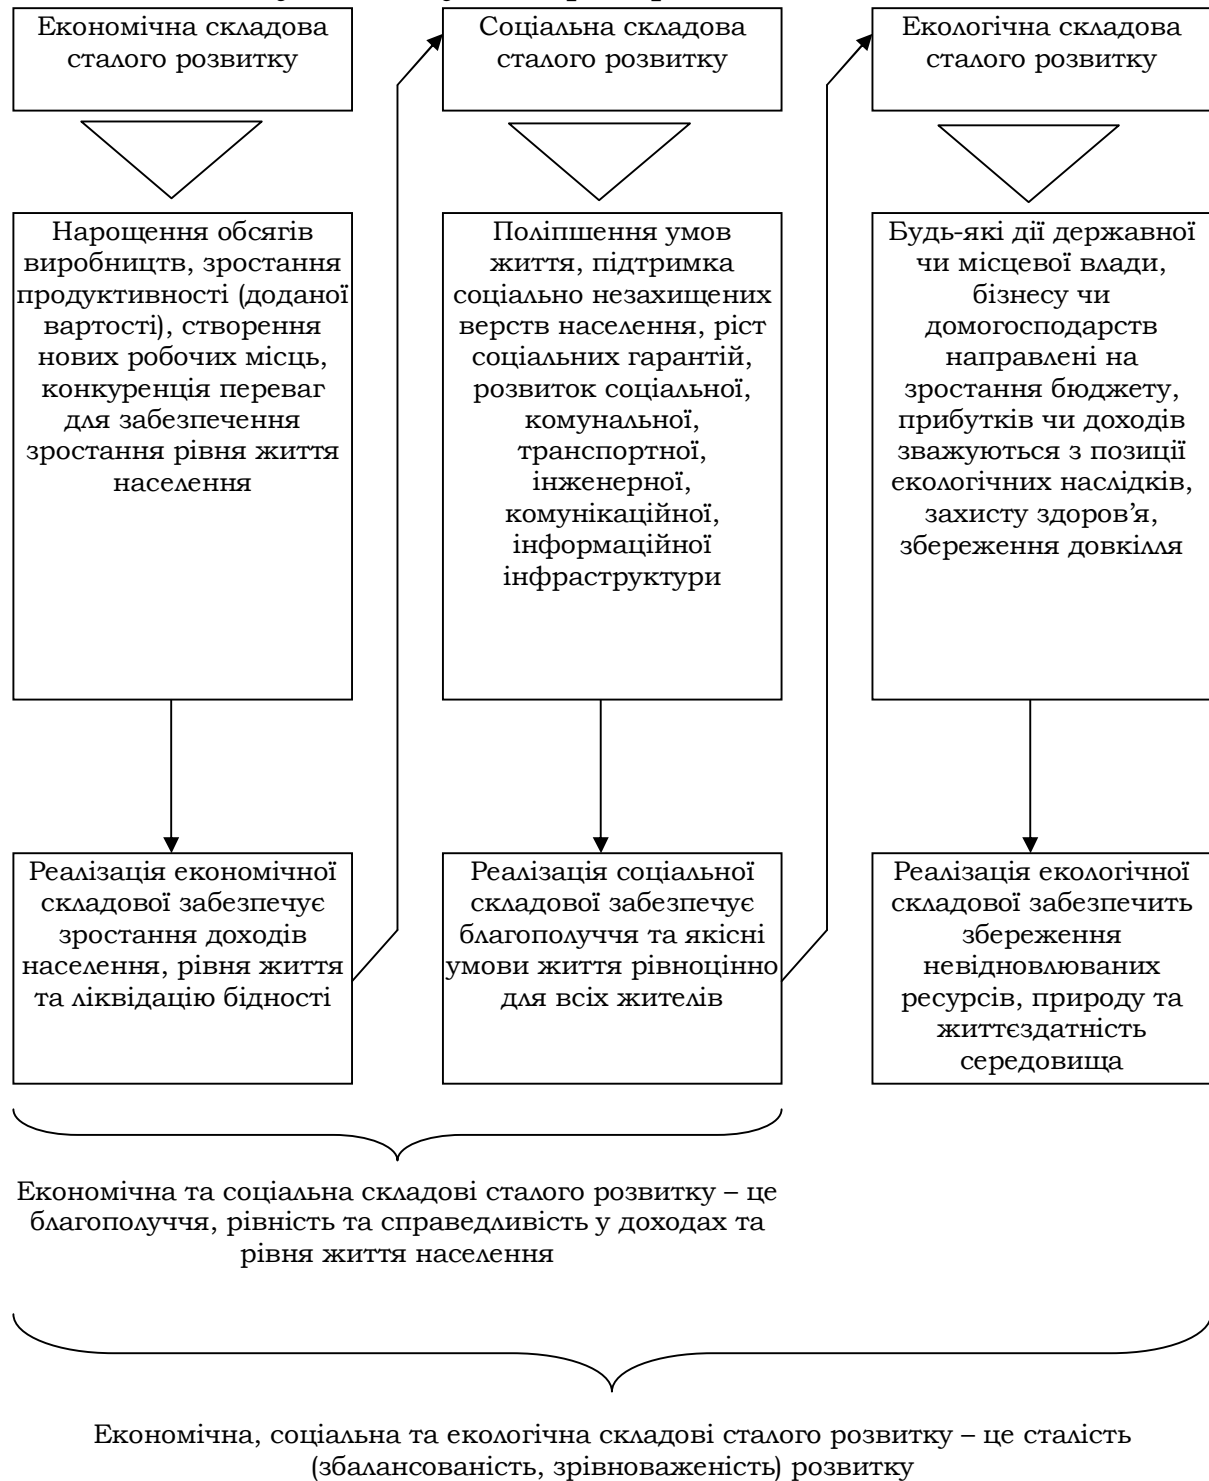 Економічна складова
сталого розвитку
Соціальна складова
сталого розвитку
Екологічна складова
сталого розвитку
Нарощення обсягів
виробництв, зростання
продуктивності (доданої
вартості), створення
нових робочих місць,
конкуренція переваг
для забезпечення
зростання рівня життя
населення
Поліпшення умов
життя, підтримка
соціально незахищених
верств населення, ріст
соціальних гарантій,
розвиток соціальної,
комунальної,
транспортної,
інженерної,
комунікаційної,
інформаційної
інфраструктури
Будь-які дії державної
чи місцевої влади,
бізнесу чи
домогосподарств
направлені на
зростання бюджету,
прибутків чи доходів
зважуються з позиції
екологічних наслідків,
захисту здоров’я,
збереження довкілля
Реалізація економічної
складової забезпечує
зростання доходів
населення, рівня життя
та ліквідацію бідності
Реалізація соціальної
складової забезпечує
благополуччя та якісні
умови життя рівноцінно
для всіх жителів
Реалізація екологічної
складової забезпечить
збереження
невідновлюваних
ресурсів, природу та
життєздатність
середовища
Економічна та соціальна складові сталого розвитку – це
благополуччя, рівність та справедливість у доходах та
рівня життя населення
Економічна, соціальна та екологічна складові сталого розвитку – це сталість
(збалансованість, зрівноваженість) розвитку